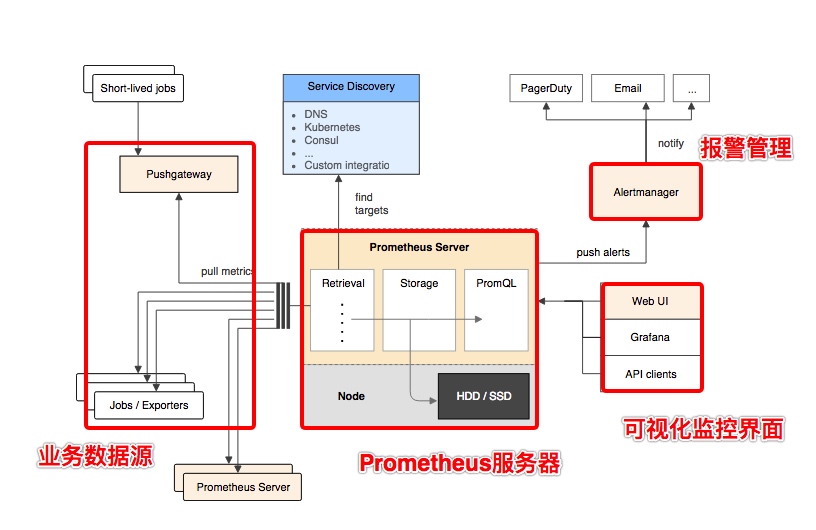 Short-lived jobs
Service Discovery
DNS
Kubernetes
Consul
...
Custom integratio
PagerDuty
Email
...
notify
报警管理
Pushgateway
Alertmanager
find
targets
pull metrics
Prometheus Server
push alerts
Retrieval
Storage
PromQL
Web UI
Grafana
API clients
Node
HDD / SSD
Jobs / Exporters
业务数据源
Prometheus服务器
可视化监控界面
Prometheus Server